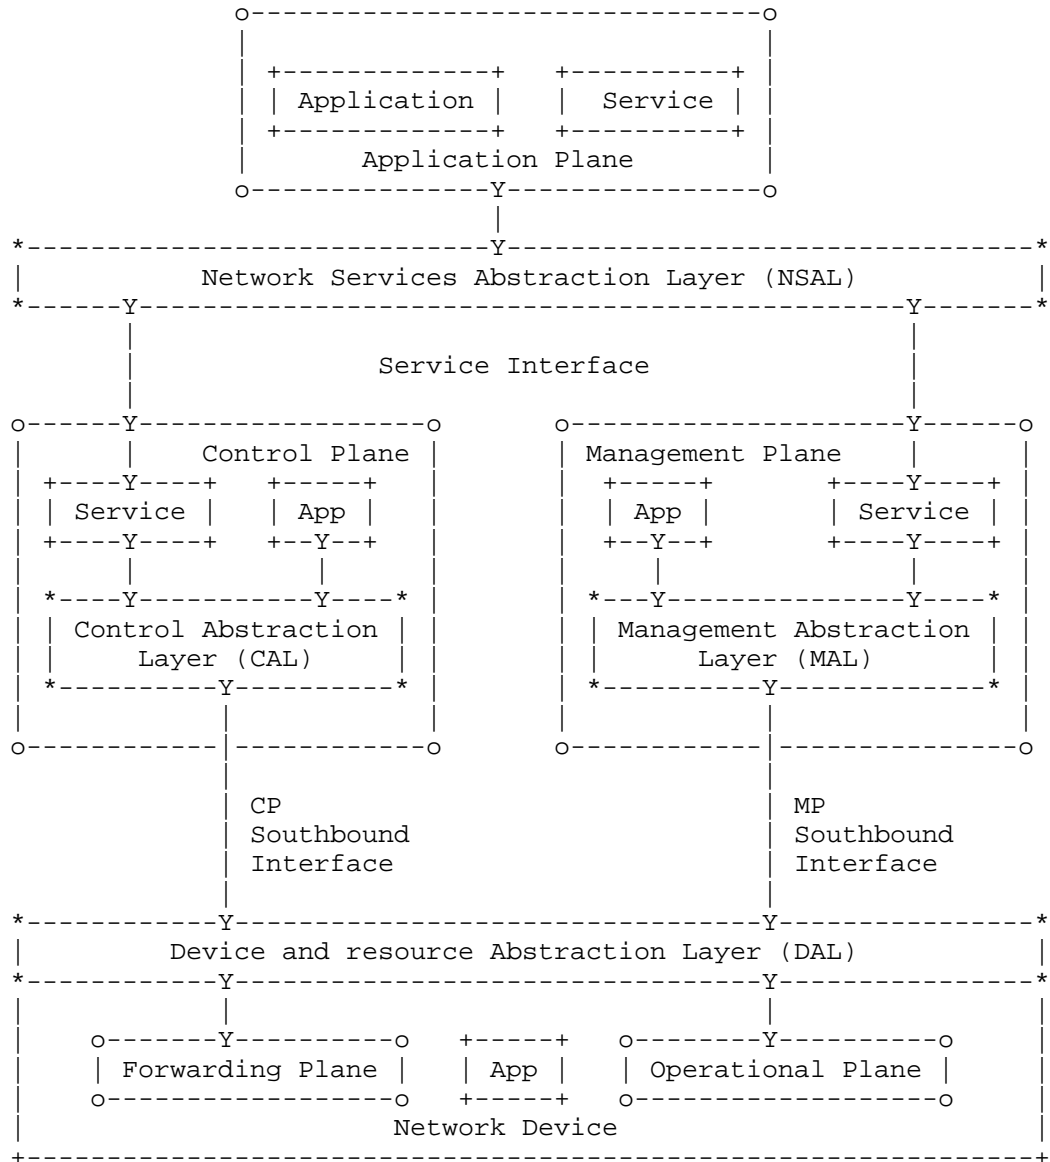 Application Service
Application Plane
Network Services Abstraction Layer (NSAL)
Service Interface
Control Plane Management Plane
Service App App Service
Control Abstraction Management Abstraction
Layer (CAL) Layer (MAL)
CP MP
Southbound Southbound
Interface Interface
Device and resource Abstraction Layer (DAL)
Forwarding Plane App Operational Plane
Network Device